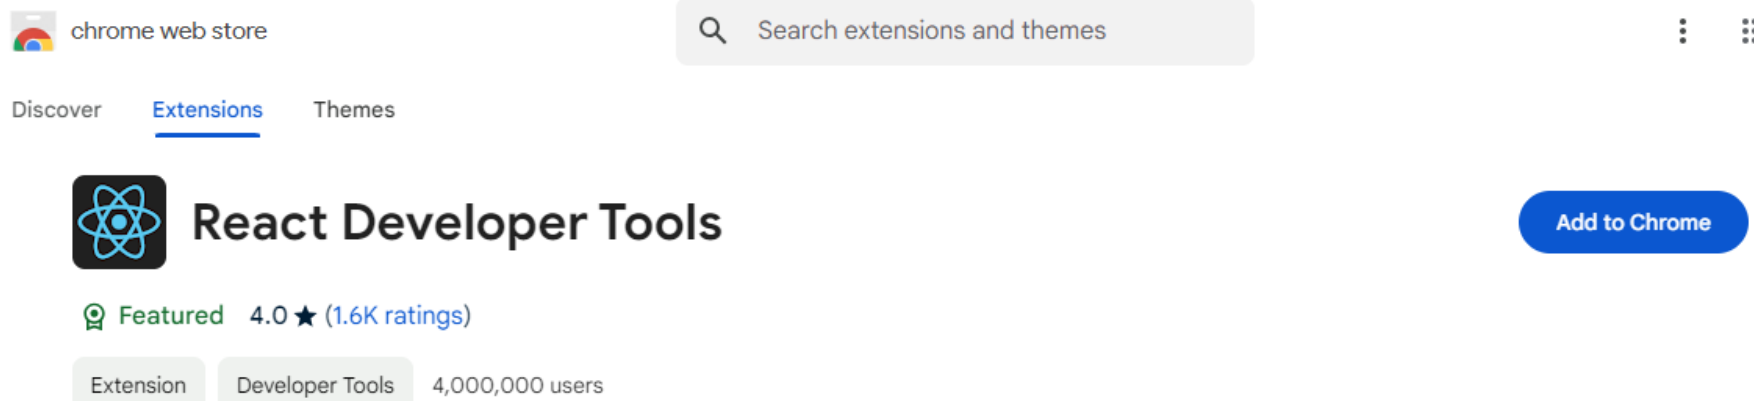 chrome web store
Search extensions and themes
Discover Extensions Themes
React Developer Tools
Add to Chrome
Featured 4.0 ★ (1.6K ratings)
Extension Developer Tools 4,000,000 users